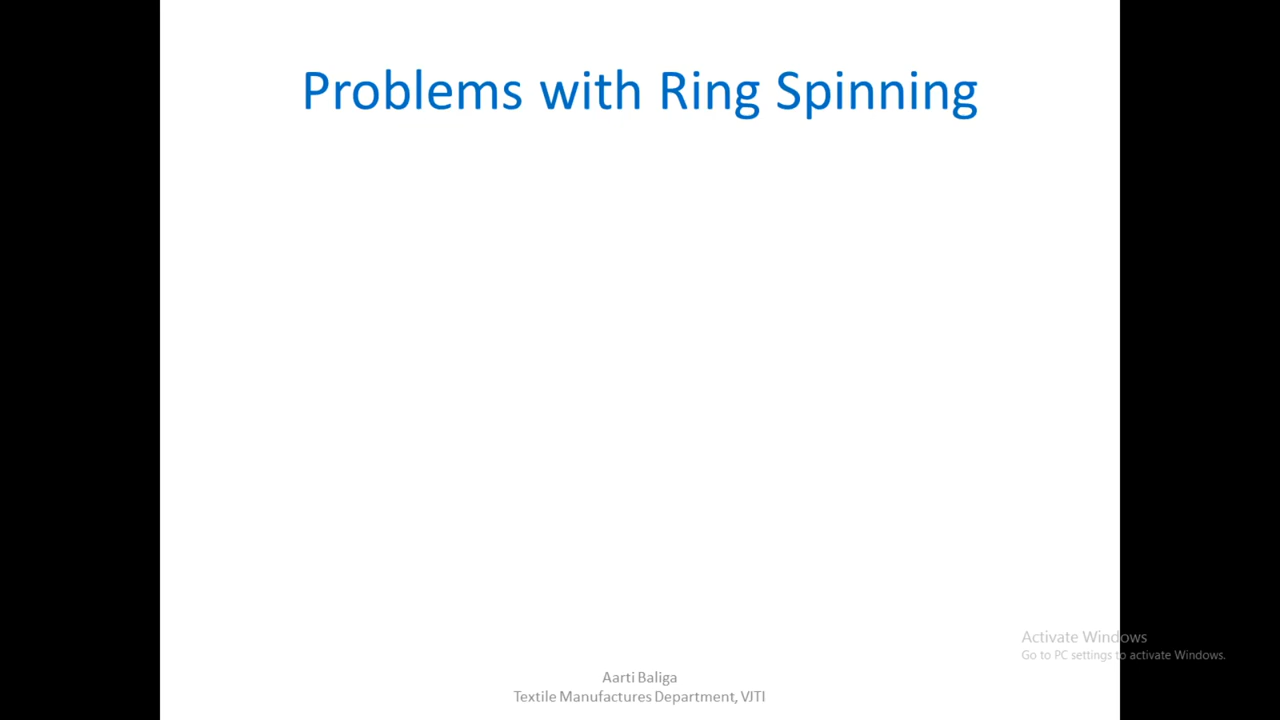 Problems with Ring Spinning
Activate Windows
Go to PC settings to activate Windows.
Aarti Baliga
Textile Manufactures Department, VJTI